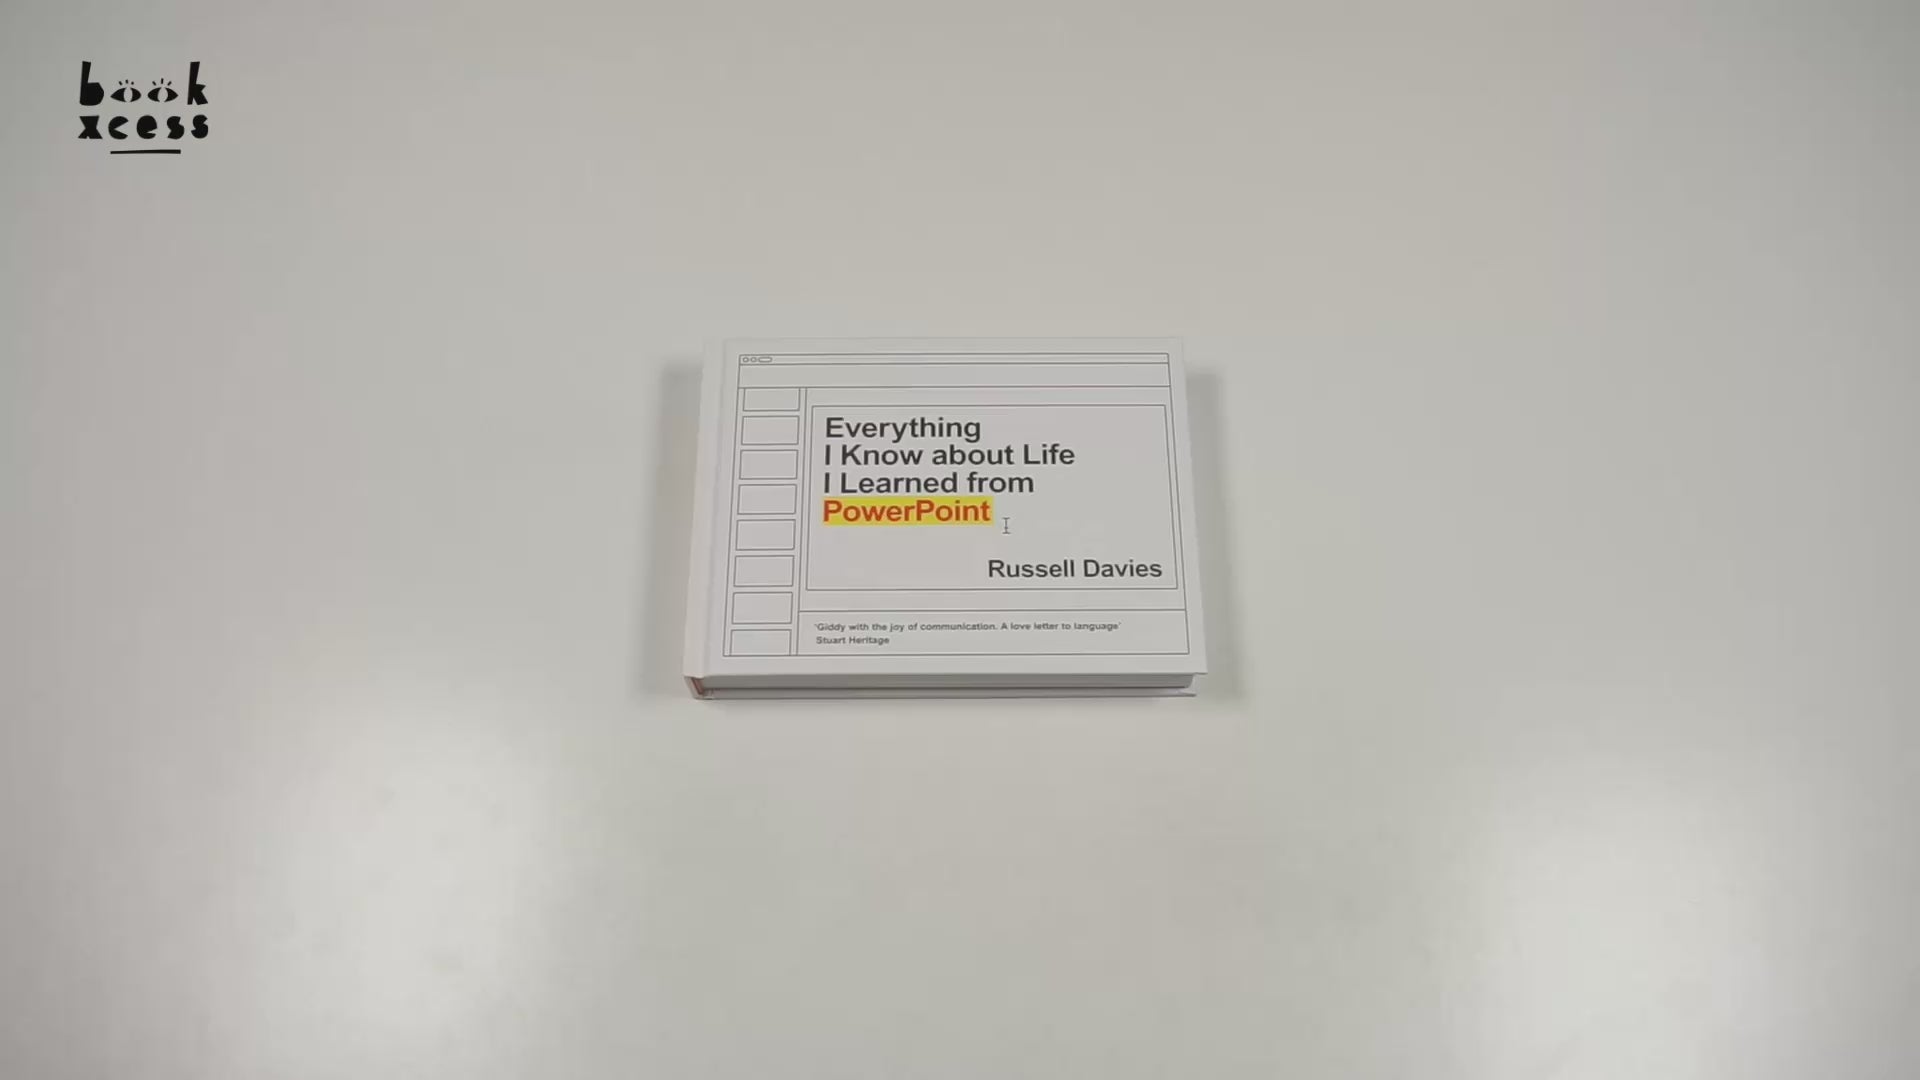 book
xcess
Everything
I Know about Life
I Learned from
PowerPoint
Russell Davies
'Giddy with the joy of communication. A love letter to language'
Stuart Heritage